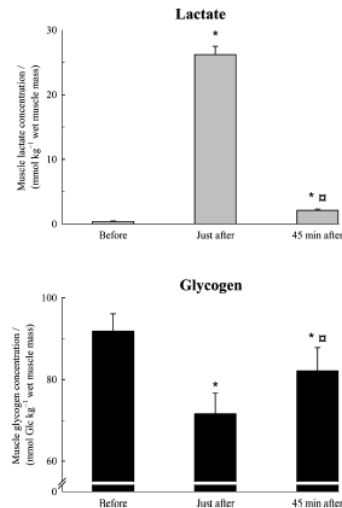 Lactate
Muscle lactate concentration /
(mmol kg⁻¹ wet muscle mass)
30
20
10
0
*
* ¤
Before
Just after
45 min after
Glycogen
Muscle glycogen concentration /
(mmol Glc kg⁻¹ wet muscle mass)
100
80
60
0
*
* ¤
Before
Just after
45 min after